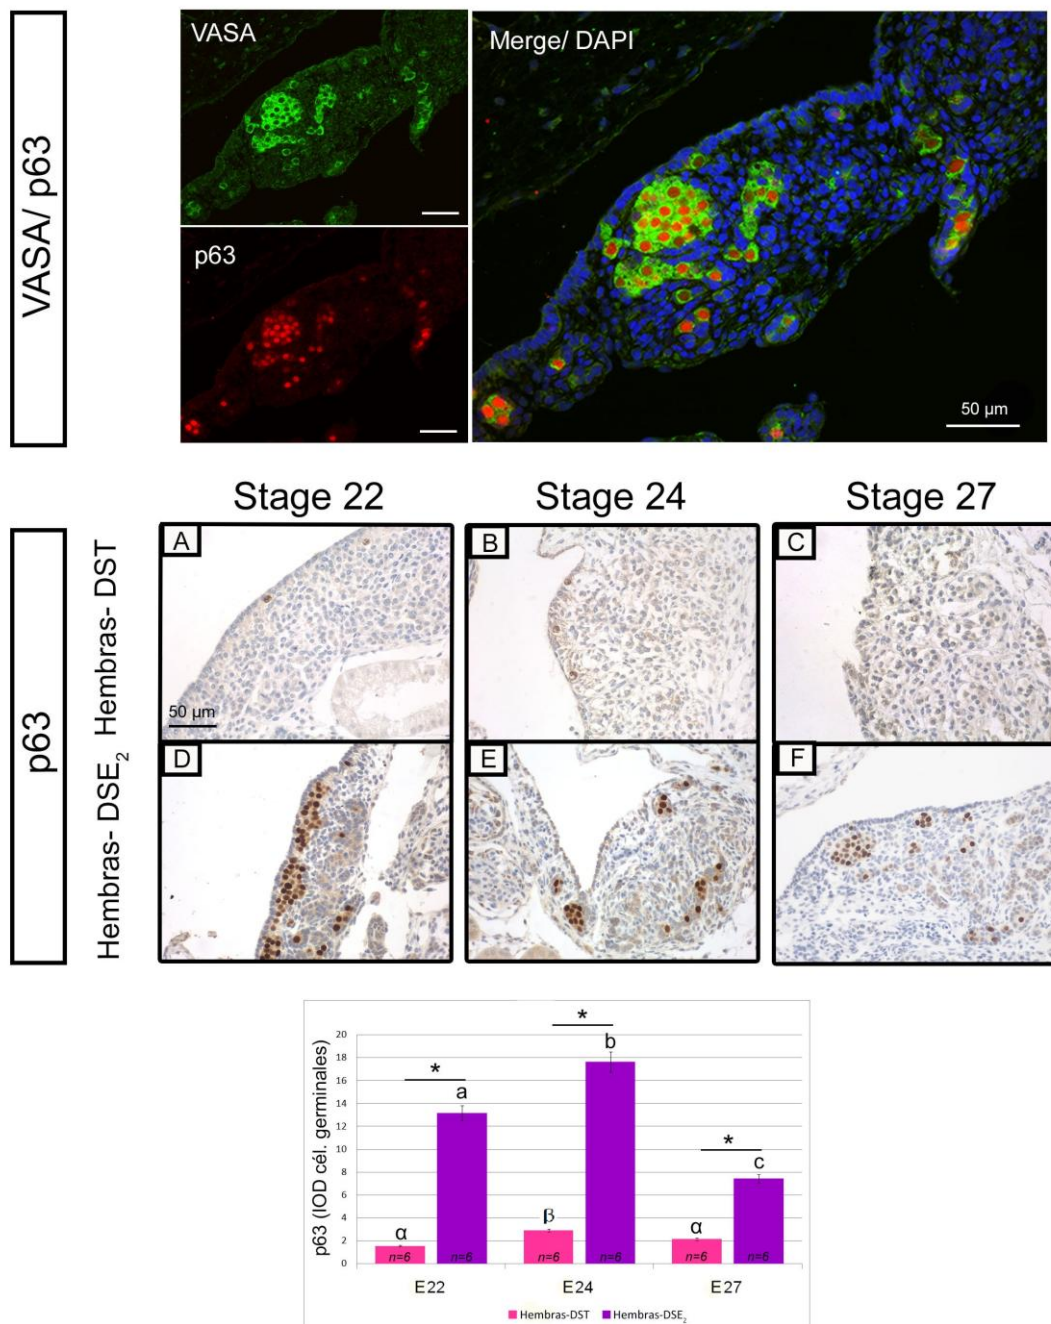 VASA/ p63
VASA
p63
Merge/ DAPI
50 µm
Stage 22
Stage 24
Stage 27
p63
Hembras- DST
Hembras- DSE₂
A
B
C
50 µm
D
E
F
p63 (IOD cél. germinales)
20
18
16
14
12
10
8
6
4
2
0
*
a
*
b
*
c
α
β
α
n=6
n=6
n=6
n=6
n=6
n=6
E22
E24
E27
Hembras-DST
Hembras-DSE₂